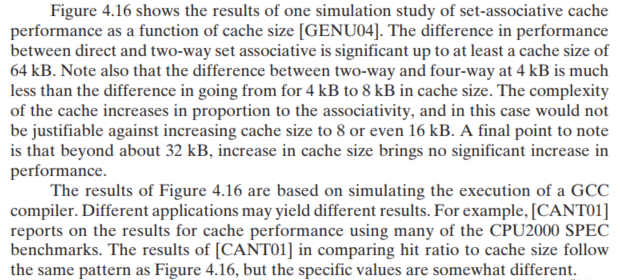 Figure 4.16 shows the results of one simulation study of set-associative cache
performance as a function of cache size [GENU04]. The difference in performance
between direct and two-way set associative is significant up to at least a cache size of
64 kB. Note also that the difference between two-way and four-way at 4 kB is much
less than the difference in going from for 4 kB to 8 kB in cache size. The complexity
of the cache increases in proportion to the associativity, and in this case would not
be justifiable against increasing cache size to 8 or even 16 kB. A final point to note
is that beyond about 32 kB, increase in cache size brings no significant increase in
performance.
The results of Figure 4.16 are based on simulating the execution of a GCC
compiler. Different applications may yield different results. For example, [CANT01]
reports on the results for cache performance using many of the CPU2000 SPEC
benchmarks. The results of [CANT01] in comparing hit ratio to cache size follow
the same pattern as Figure 4.16, but the specific values are somewhat different.